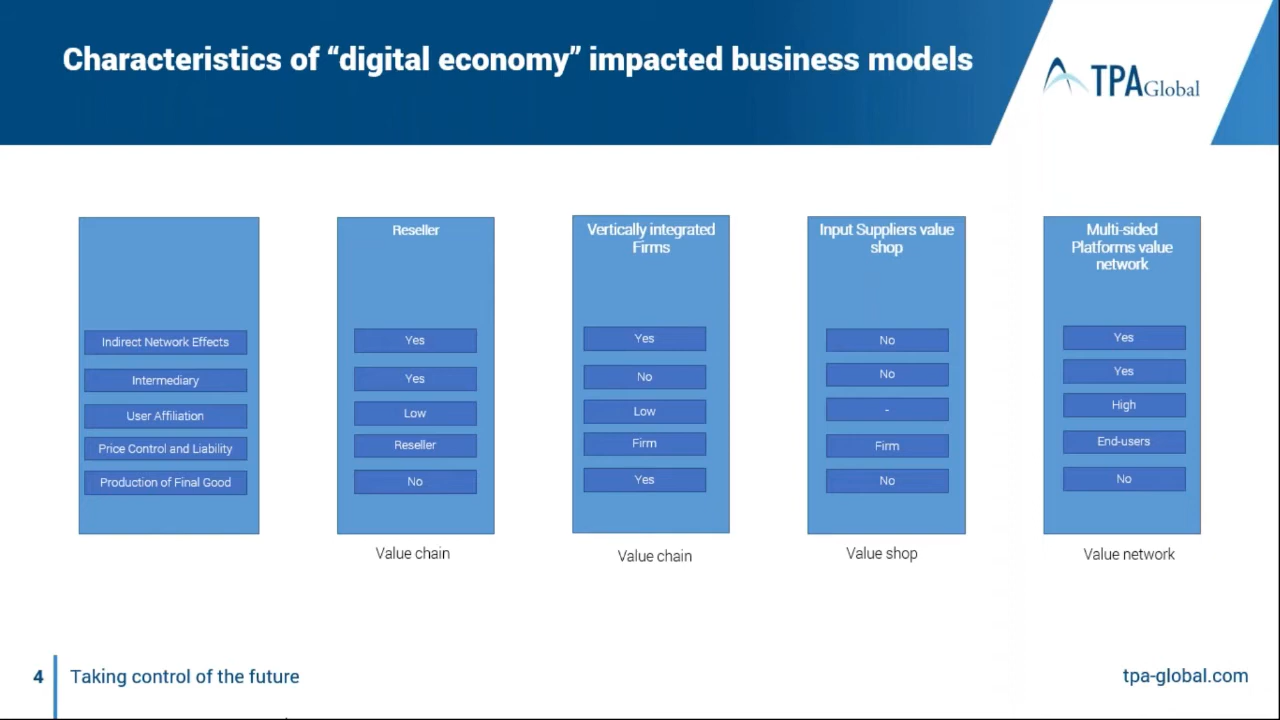 Characteristics of “digital economy” impacted business models
TPAGlobal
Indirect Network Effects
Intermediary
User Affiliation
Price Control and Liability
Production of Final Good
Reseller
Yes
Yes
Low
Reseller
No
Value chain
Vertically integrated
Firms
Yes
No
Low
Firm
Yes
Value chain
Input Suppliers value
shop
No
No
-
Firm
No
Value shop
Multi-sided
Platforms value
network
Yes
Yes
High
End-users
No
Value network
4
Taking control of the future
tpa-global.com